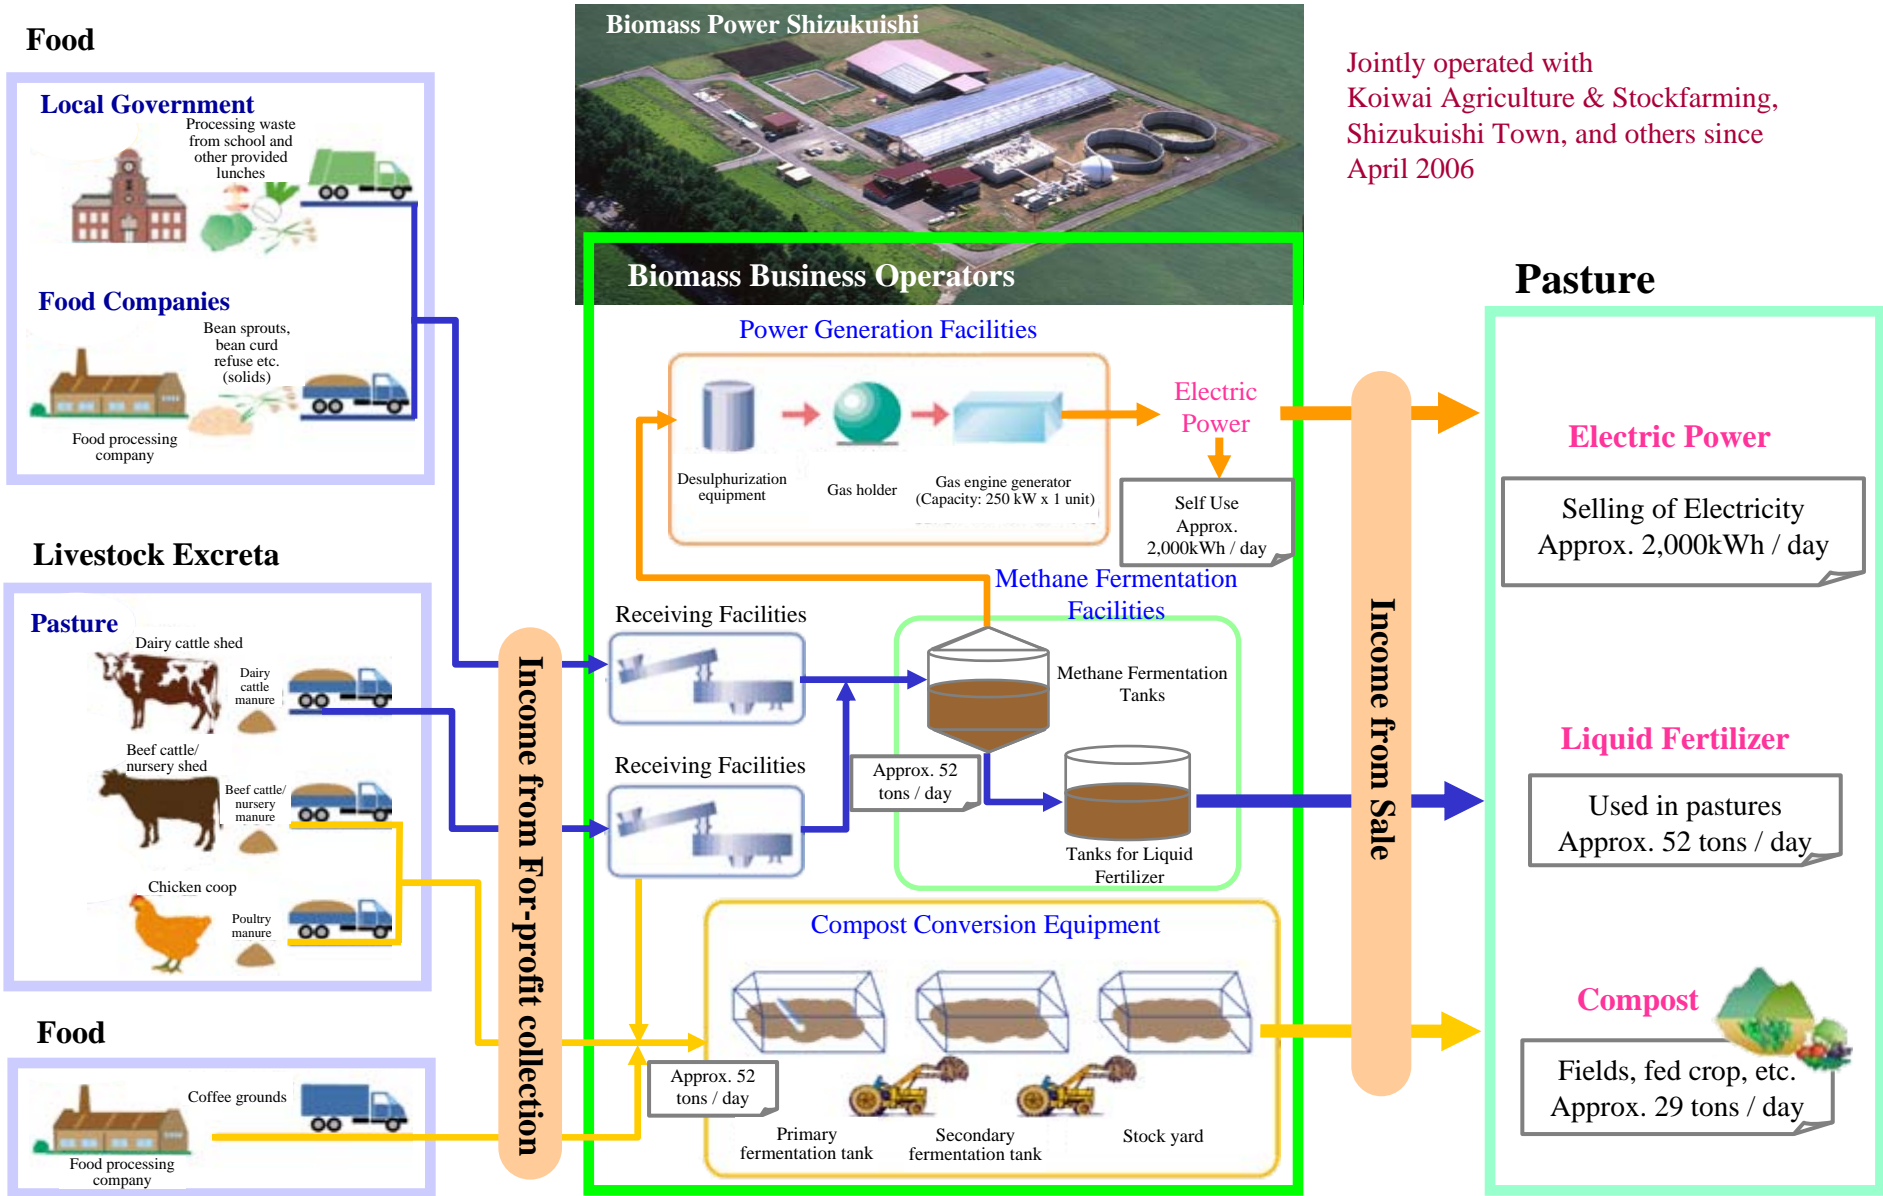 Food
Local Government
Processing waste
from school and
other provided
lunches
Food Companies
Bean sprouts,
bean curd
refuse etc.
(solids)
Food processing
company
Livestock Excreta
Pasture
Dairy cattle shed
Dairy
cattle
manure
Beef cattle/
nursery shed
Beef cattle/
nursery
manure
Chicken coop
Poultry
manure
Food
Coffee grounds
Food processing
company
Income from For-profit collection
Biomass Power Shizukuishi
Biomass Business Operators
Power Generation Facilities
Desulphurization
equipment
Gas holder
Gas engine generator
(Capacity: 250 kW x 1 unit)
Electric
Power
Self Use
Approx.
2,000kWh / day
Methane Fermentation
Facilities
Receiving Facilities
Methane Fermentation
Tanks
Receiving Facilities
Approx. 52
tons / day
Tanks for Liquid
Fertilizer
Compost Conversion Equipment
Approx. 52
tons / day
Primary
fermentation tank
Secondary
fermentation tank
Stock yard
Income from Sale
Jointly operated with
Koiwai Agriculture & Stockfarming,
Shizukuishi Town, and others since
April 2006
Pasture
Electric Power
Selling of Electricity
Approx. 2,000kWh / day
Liquid Fertilizer
Used in pastures
Approx. 52 tons / day
Compost
Fields, fed crop, etc.
Approx. 29 tons / day